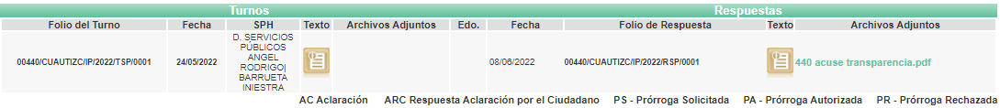 Turnos Respuestas
Folio del Turno Fecha SPH Texto Archivos Adjuntos Edo. Fecha Folio de Respuesta Texto Archivos Adjuntos
00440/CUAUTIZC/IP/2022/TSP/0001 24/05/2022 D. SERVICIOS
PÚBLICOS
ANGEL
RODRIGO|
BARRUETA
INIESTRA
08/06/2022 00440/CUAUTIZC/IP/2022/RSP/0001 440 acuse transparencia.pdf
AC Aclaración ARC Respuesta Aclaración por el Ciudadano PS - Prórroga Solicitada PA - Prórroga Autorizada PR - Prórroga Rechazada